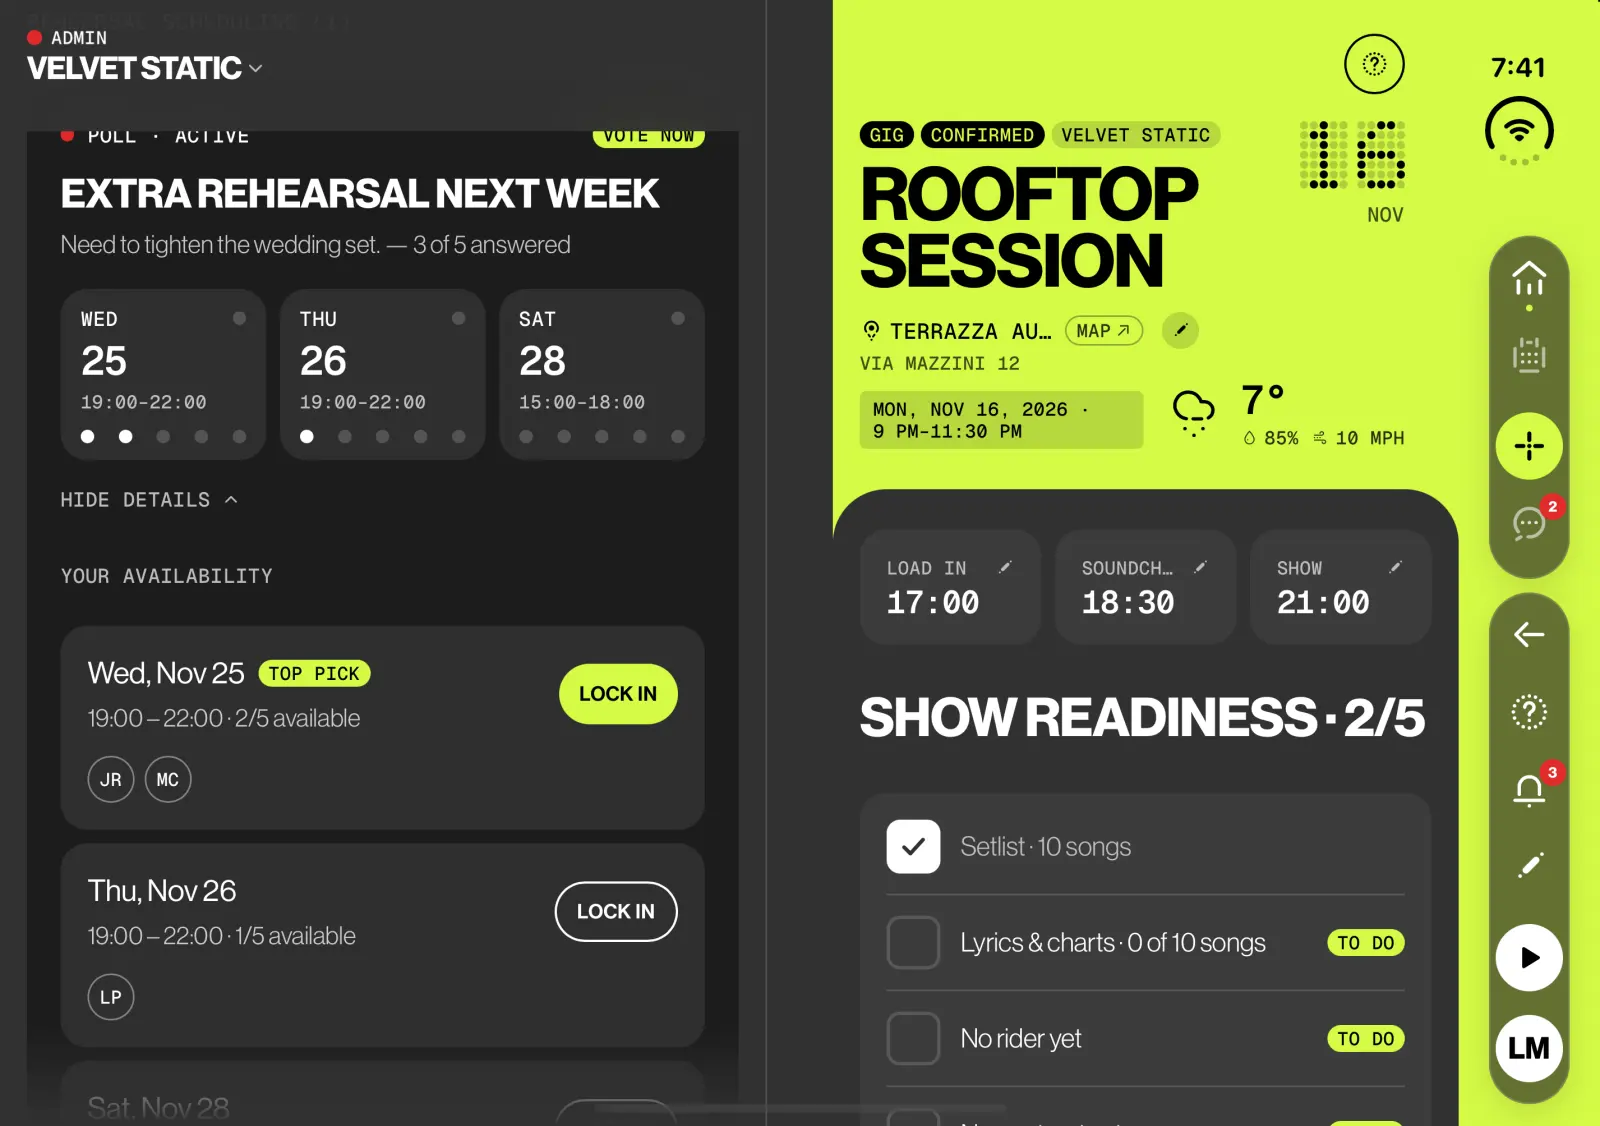 REHEARSAL SCHEDULING (1)
ADMIN
VELVET STATIC
POLL · ACTIVE
VOTE NOW
EXTRA REHEARSAL NEXT WEEK
Need to tighten the wedding set. — 3 of 5 answered
WED
25
19:00–22:00
THU
26
19:00–22:00
SAT
28
15:00–18:00
HIDE DETAILS
YOUR AVAILABILITY
Wed, Nov 25 TOP PICK
19:00 – 22:00 · 2/5 available
LOCK IN
JR MC
Thu, Nov 26
19:00 – 22:00 · 1/5 available
LOCK IN
LP
Sat, Nov 28
GIG CONFIRMED VELVET STATIC
ROOFTOP
SESSION
16
NOV
TERRAZZA AU… MAP
VIA MAZZINI 12
MON, NOV 16, 2026 ·
9 PM–11:30 PM
7°
85% 10 MPH
LOAD IN
17:00
SOUNDCH…
18:30
SHOW
21:00
SHOW READINESS · 2/5
Setlist · 10 songs
Lyrics & charts · 0 of 10 songs TO DO
No rider yet TO DO
7:41
2
3
LM